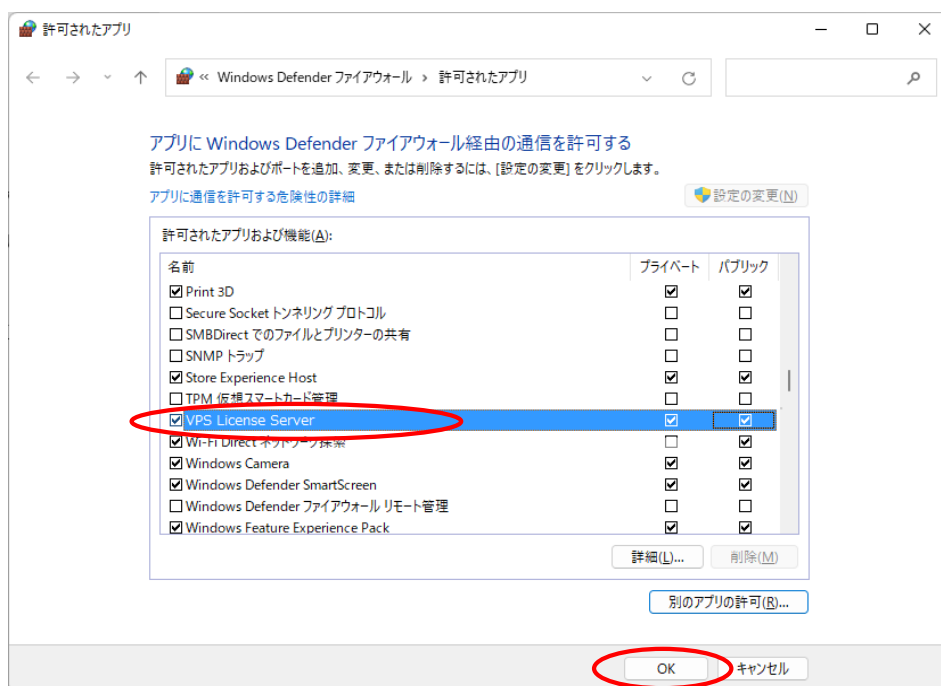 許可されたアプリ
« Windows Defender ファイアウォール › 許可されたアプリ
アプリに Windows Defender ファイアウォール経由の通信を許可する
許可されたアプリおよびポートを追加、変更、または削除するには、[設定の変更] をクリックします。
アプリに通信を許可する危険性の詳細
設定の変更(N)
許可されたアプリおよび機能(A):
名前 プライベート パブリック
Print 3D
Secure Socket トンネリング プロトコル
SMBDirect でのファイルとプリンターの共有
SNMP トラップ
Store Experience Host
TPM 仮想スマートカード管理
VPS License Server
Wi-Fi Direct ネットワーク探索
Windows Camera
Windows Defender SmartScreen
Windows Defender ファイアウォール リモート管理
Windows Feature Experience Pack
詳細(L)... 削除(M)
別のアプリの許可(R)...
OK キャンセル